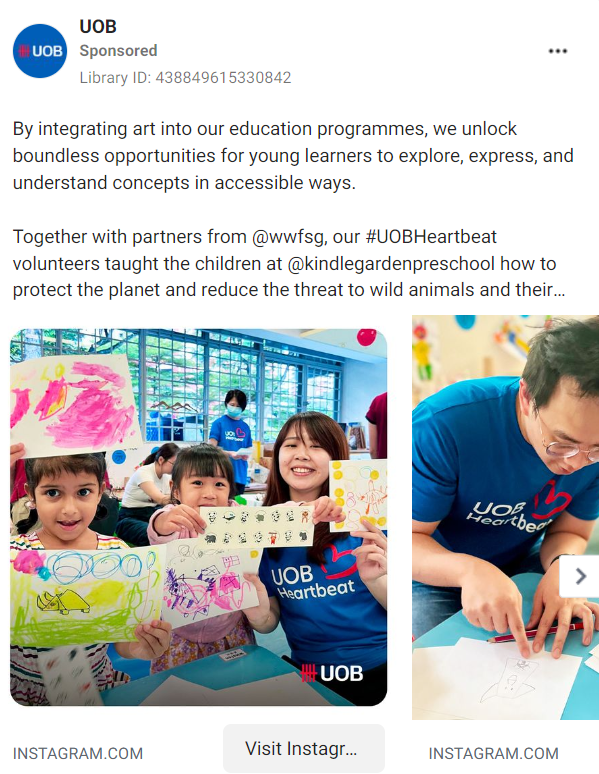 UOB
Sponsored
Library ID: 438849615330842
UOB
By integrating art into our education programmes, we unlock
boundless opportunities for young learners to explore, express, and
understand concepts in accessible ways.
Together with partners from @wwfsg, our #UOBHeartbeat
volunteers taught the children at @kindlegardenpreschool how to
protect the planet and reduce the threat to wild animals and their...
UOB
Heartbeat
UOB
Heartbeat
UOB
UOB
Heartbeat
INSTAGRAM.COM
Visit Instagr...
INSTAGRAM.COM